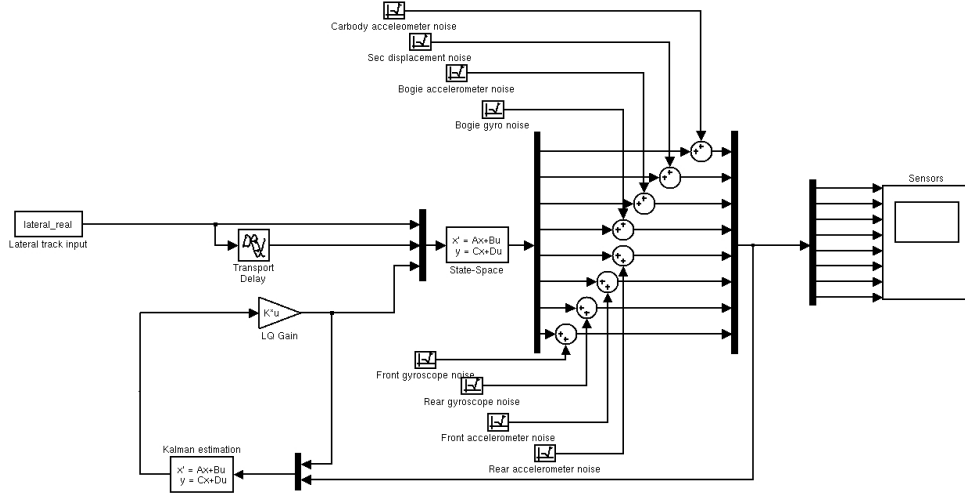 Carbody acceleometer noise
Sec displacement noise
Bogie accelerometer noise
Bogie gyro noise
Sensors
lateral_real
Lateral track input
Transport
Delay
x' = Ax+Bu
y = Cx+Du
State-Space
K*u
LQ Gain
Front gyroscope noise
Rear gyroscope noise
Front accelerometer noise
Rear accelerometer noise
Kalman estimation
x' = Ax+Bu
y = Cx+Du